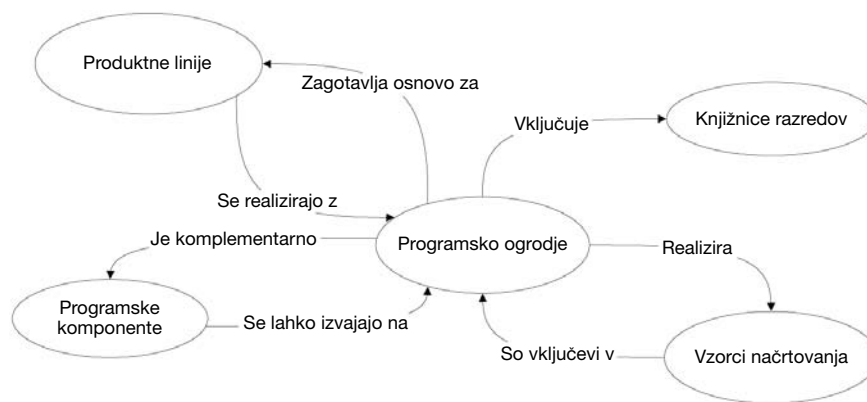 Produktne linije
Zagotavlja osnovo za
Vključuje
Knjižnice razredov
Se realizirajo z
Je komplementarno
Programsko ogrodje
Realizira
Programske
komponente
Se lahko izvajajo na
So vključevi v
Vzorci načrtovanja